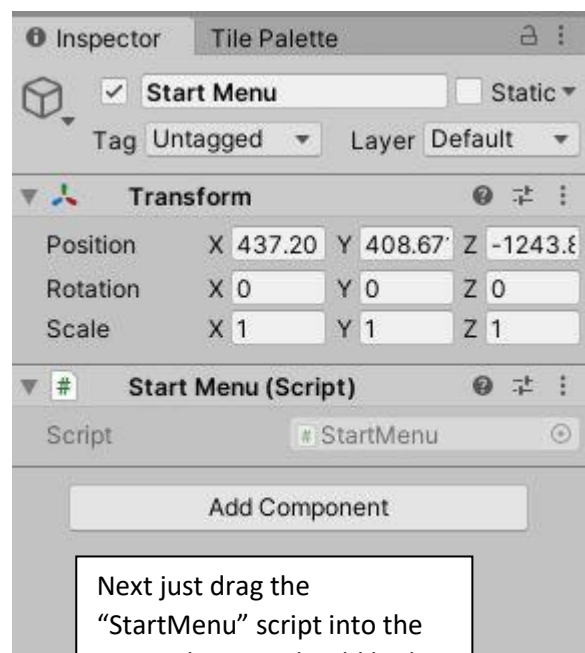 Inspector Tile Palette
Start Menu Static
Tag Untagged Layer Default
Transform
Position X 437.20 Y 408.67 Z -1243.8
Rotation X 0 Y 0 Z 0
Scale X 1 Y 1 Z 1
# Start Menu (Script)
Script # StartMenu
Add Component
Next just drag the
“StartMenu” script into the